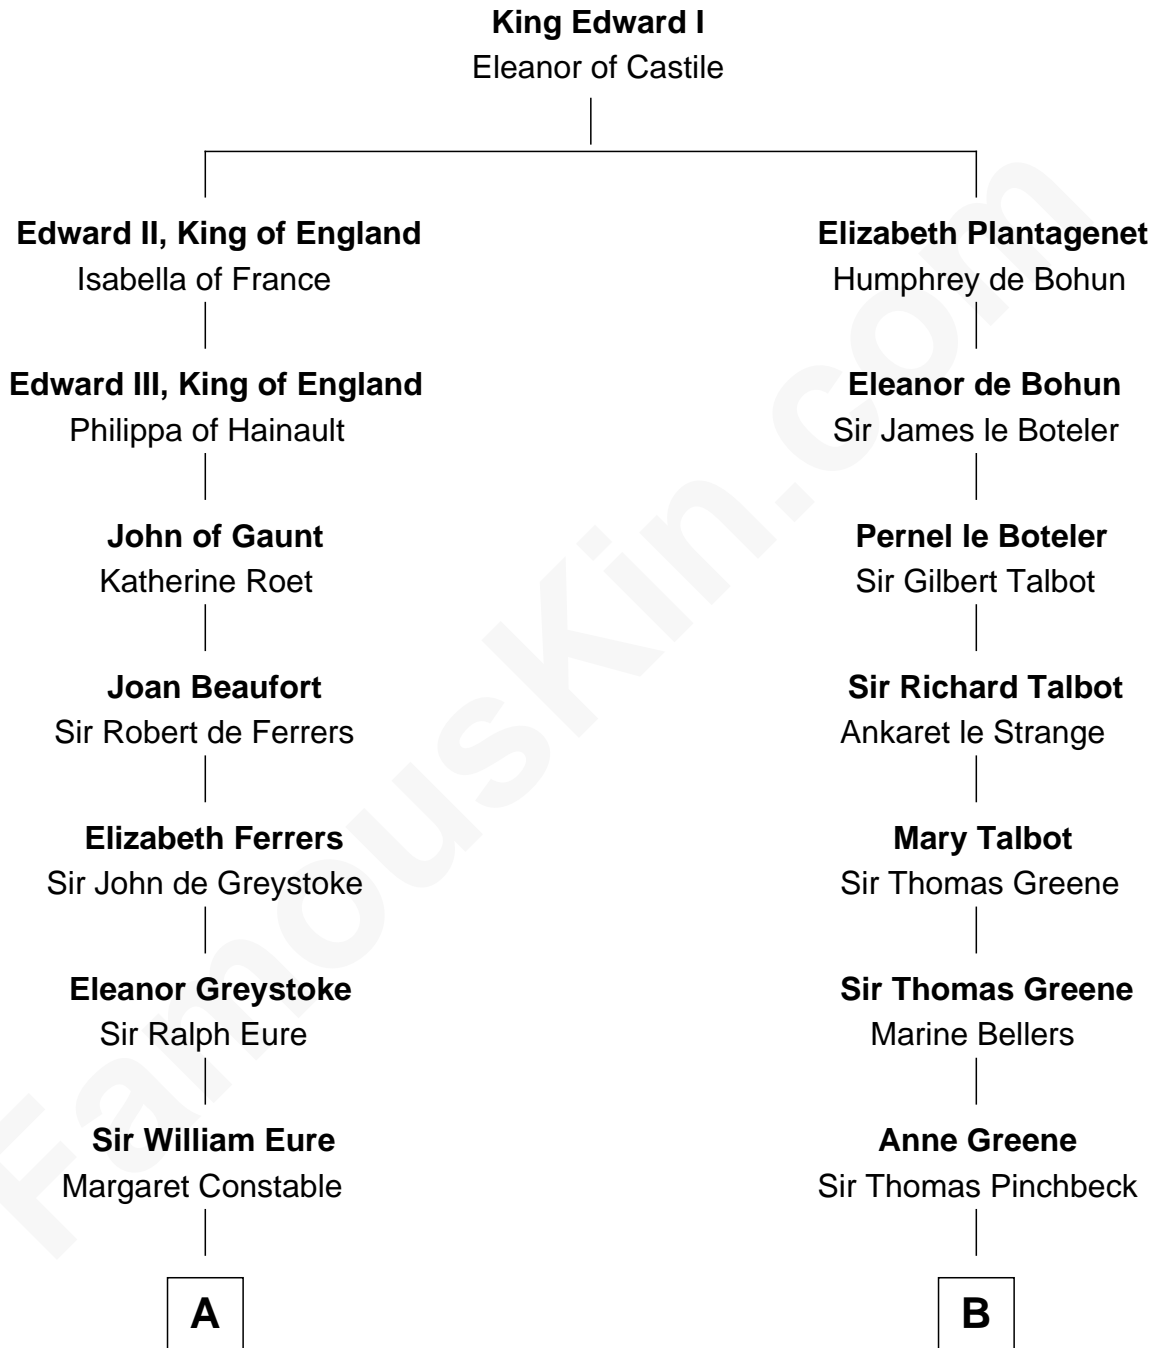 King Edward I
Eleanor of Castile
Edward II, King of England
Isabella of France
Elizabeth Plantagenet
Humphrey de Bohun
Edward III, King of England
Philippa of Hainault
Eleanor de Bohun
Sir James le Boteler
John of Gaunt
Katherine Roet
Pernel le Boteler
Sir Gilbert Talbot
Joan Beaufort
Sir Robert de Ferrers
Sir Richard Talbot
Ankaret le Strange
Elizabeth Ferrers
Sir John de Greystoke
Mary Talbot
Sir Thomas Greene
Eleanor Greystoke
Sir Ralph Eure
Sir Thomas Greene
Marine Bellers
Sir William Eure
Margaret Constable
Anne Greene
Sir Thomas Pinchbeck
A
B
FamousKin.com